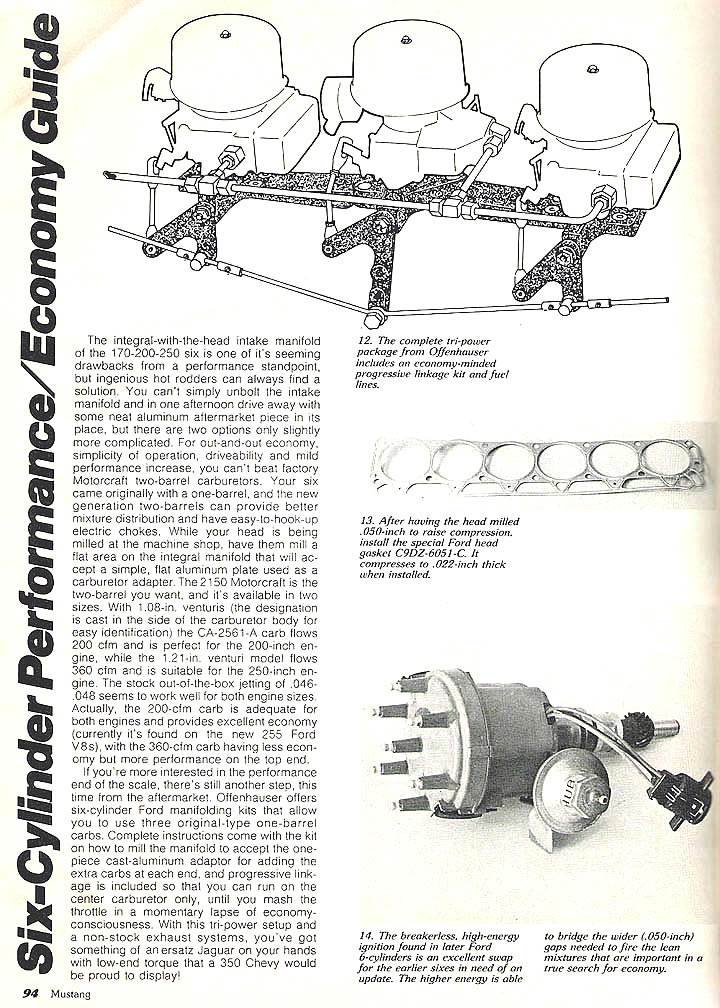 Six-Cylinder Performance/Economy Guide
The integral-with-the-head intake manifold
of the 170-200-250 six is one of it's seeming
drawbacks from a performance standpoint,
but ingenious hot rodders can always find a
solution. You can't simply unbolt the intake
manifold and in one afternoon drive away with
some neat aluminum aftermarket piece in its
place, but there are two options only slightly
more complicated. For out-and-out economy,
simplicity of operation, driveability and mild
performance increase, you can't beat factory
Motorcraft two-barrel carburetors. Your six
came originally with a one-barrel, and the new
generation two-barrels can provide better
mixture distribution and have easy-to-hook-up
electric chokes. While your head is being
milled at the machine shop, have them mill a
flat area on the integral manifold that will ac-
cept a simple, flat aluminum plate used as a
carburetor adapter. The 2150 Motorcraft is the
two-barrel you want, and it's available in two
sizes. With 1.08-in. venturis (the designation
is cast in the side of the carburetor body for
easy identification) the CA-2561-A carb flows
200 cfm and is perfect for the 200-inch en-
gine, while the 1.21-in. venturi model flows
360 cfm and is suitable for the 250-inch en-
gine. The stock out-of-the-box jetting of .046-
.048 seems to work well for both engine sizes.
Actually, the 200-cfm carb is adequate for
both engines and provides excellent economy
(currently it's found on the new 255 Ford
V8s), with the 360-cfm carb having less econ-
omy but more performance on the top end.
If you're more interested in the performance
end of the scale, there's still another step, this
time from the aftermarket. Offenhauser offers
six-cylinder Ford manifolding kits that allow
you to use three original-type one-barrel
carbs. Complete instructions come with the kit
on how to mill the manifold to accept the one-
piece cast-aluminum adaptor for adding the
extra carbs at each end, and progressive link-
age is included so that you can run on the
center carburetor only, until you mash the
throttle in a momentary lapse of economy-
consciousness. With this tri-power setup and
a non-stock exhaust systems, you've got
something of an ersatz Jaguar on your hands
with low-end torque that a 350 Chevy would
be proud to display!
12. The complete tri-power
package from Offenhauser
includes an economy-minded
progressive linkage kit and fuel
lines.
13. After having the head milled
.050-inch to raise compression,
install the special Ford head
gasket C9DZ-6051-C. It
compresses to .022-inch thick
when installed.
14. The breakerless, high-energy
ignition found in later Ford
6-cylinders is an excellent swap
for the earlier sixes in need of an
update. The higher energy is able
to bridge the wider (.050-inch)
gaps needed to fire the lean
mixtures that are important in a
true search for economy.
94 Mustang